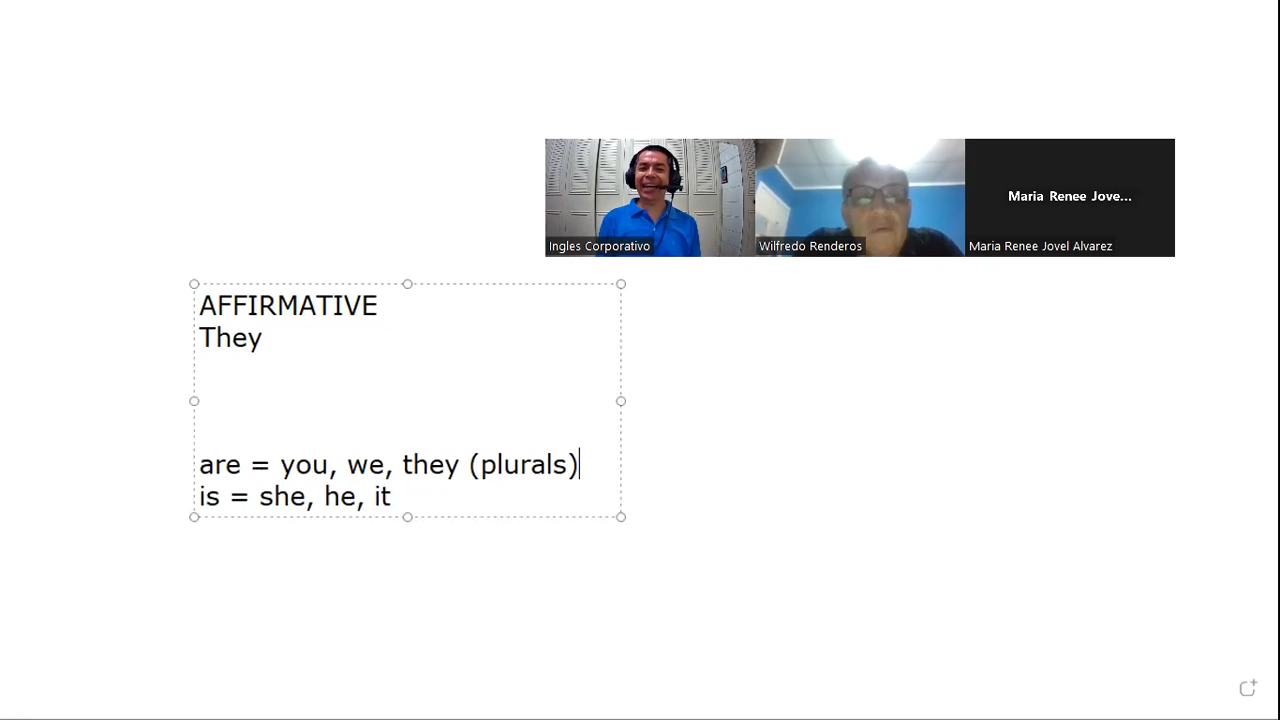 Maria Renee Jove...
Ingles Corporativo
Wilfredo Renderos
Maria Renee Jovel Alvarez
AFFIRMATIVE
They
are = you, we, they (plurals)
is = she, he, it